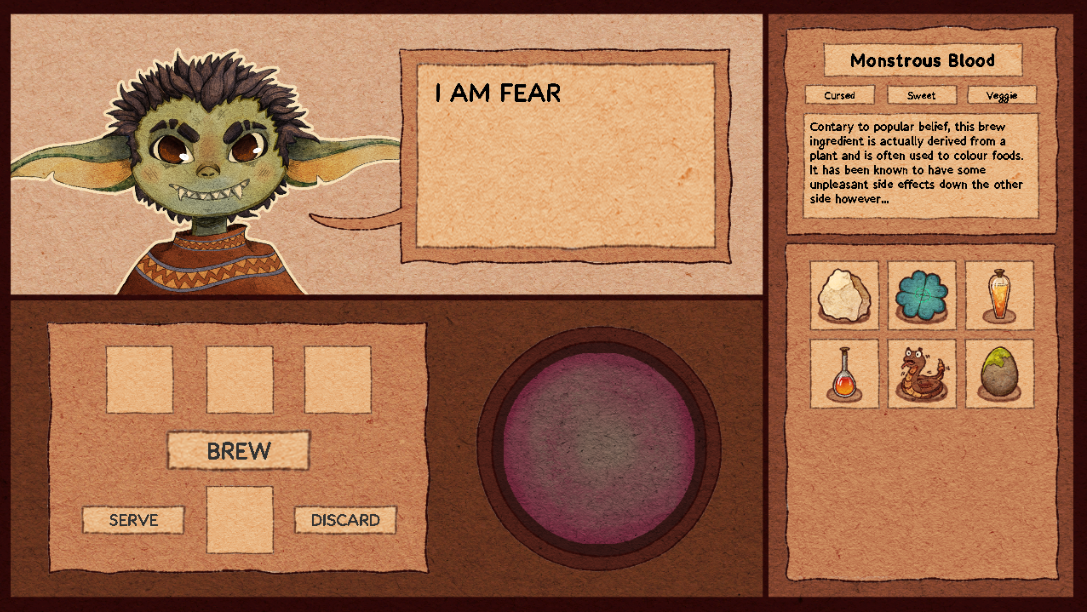 I AM FEAR
Monstrous Blood
Cursed Sweet Veggie
Contary to popular belief, this brew
ingredient is actually derived from a
plant and is often used to colour foods.
It has been known to have some
unpleasant side effects down the other
side however...
BREW
SERVE DISCARD